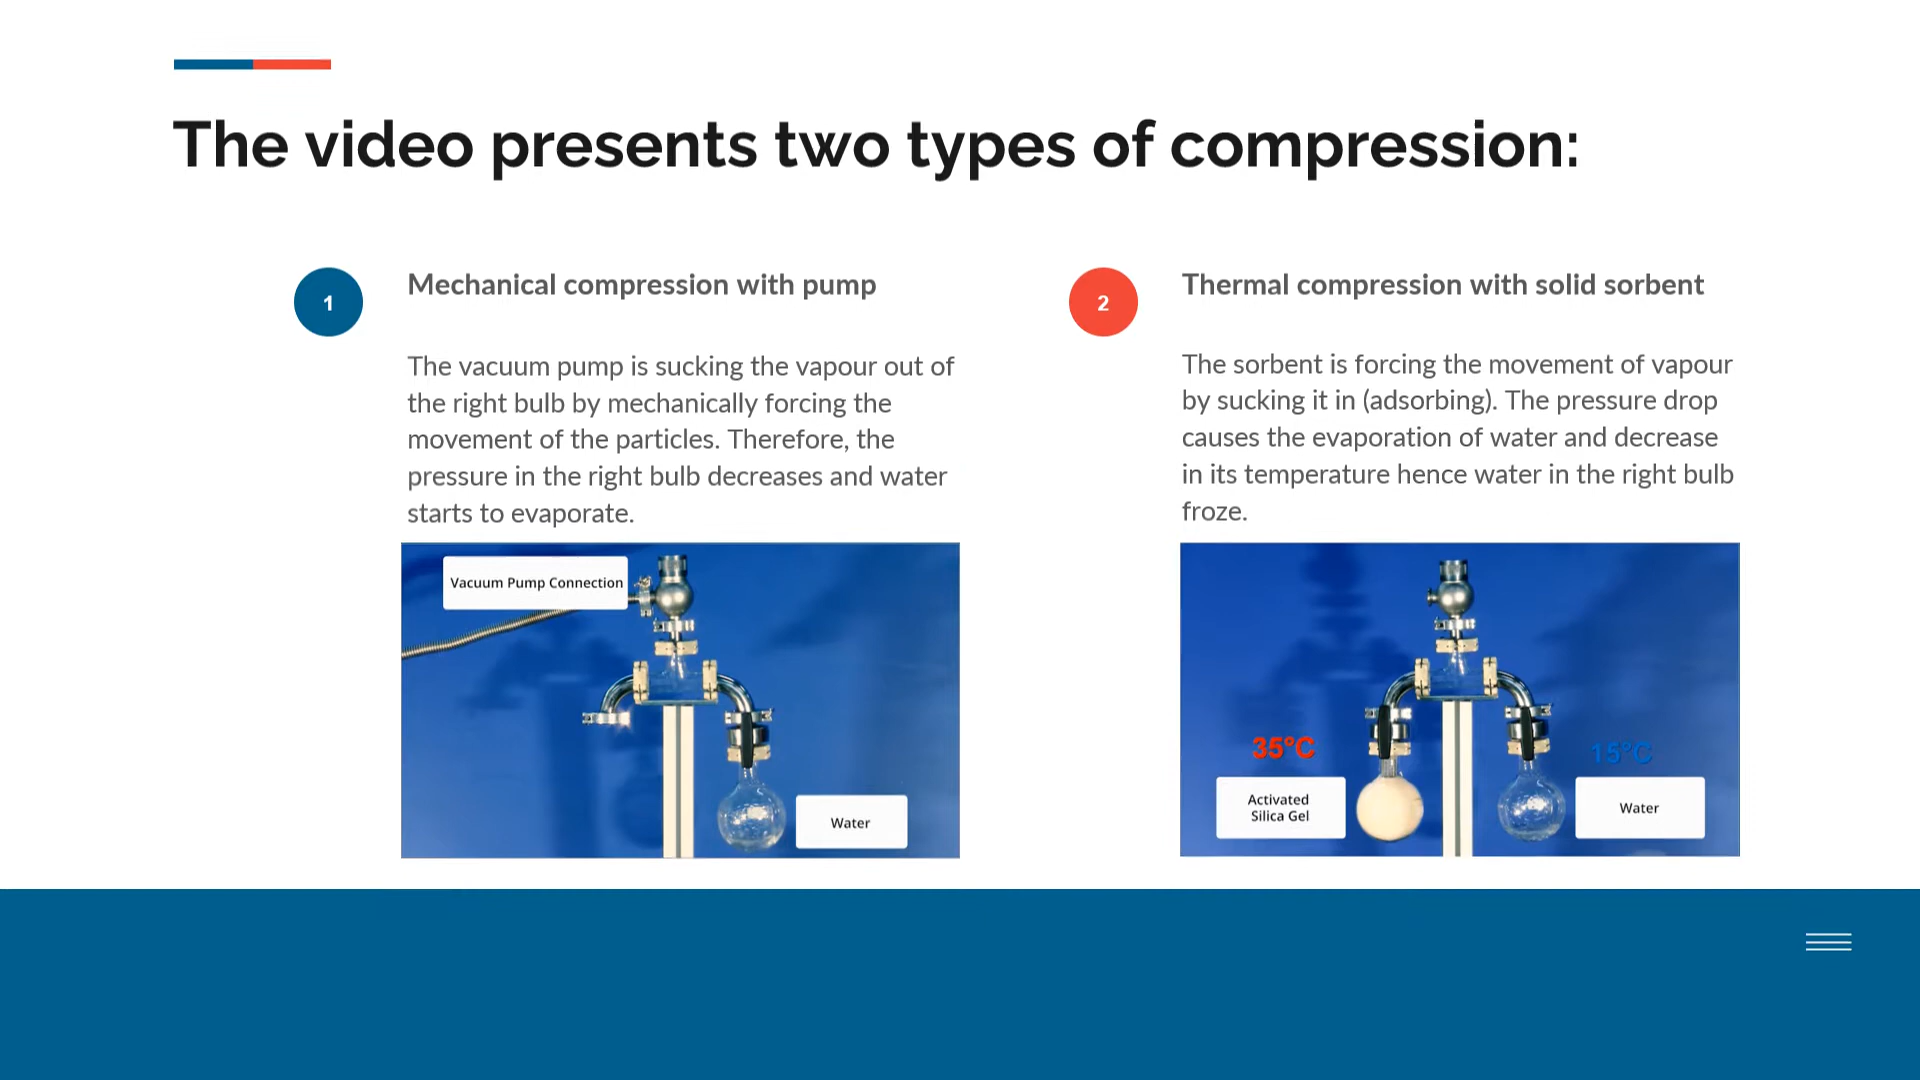 The video presents two types of compression:
1
Mechanical compression with pump
The vacuum pump is sucking the vapour out of
the right bulb by mechanically forcing the
movement of the particles. Therefore, the
pressure in the right bulb decreases and water
starts to evaporate.
Vacuum Pump Connection
Water
2
Thermal compression with solid sorbent
The sorbent is forcing the movement of vapour
by sucking it in (adsorbing). The pressure drop
causes the evaporation of water and decrease
in its temperature hence water in the right bulb
froze.
35°C
15°C
Activated
Silica Gel
Water